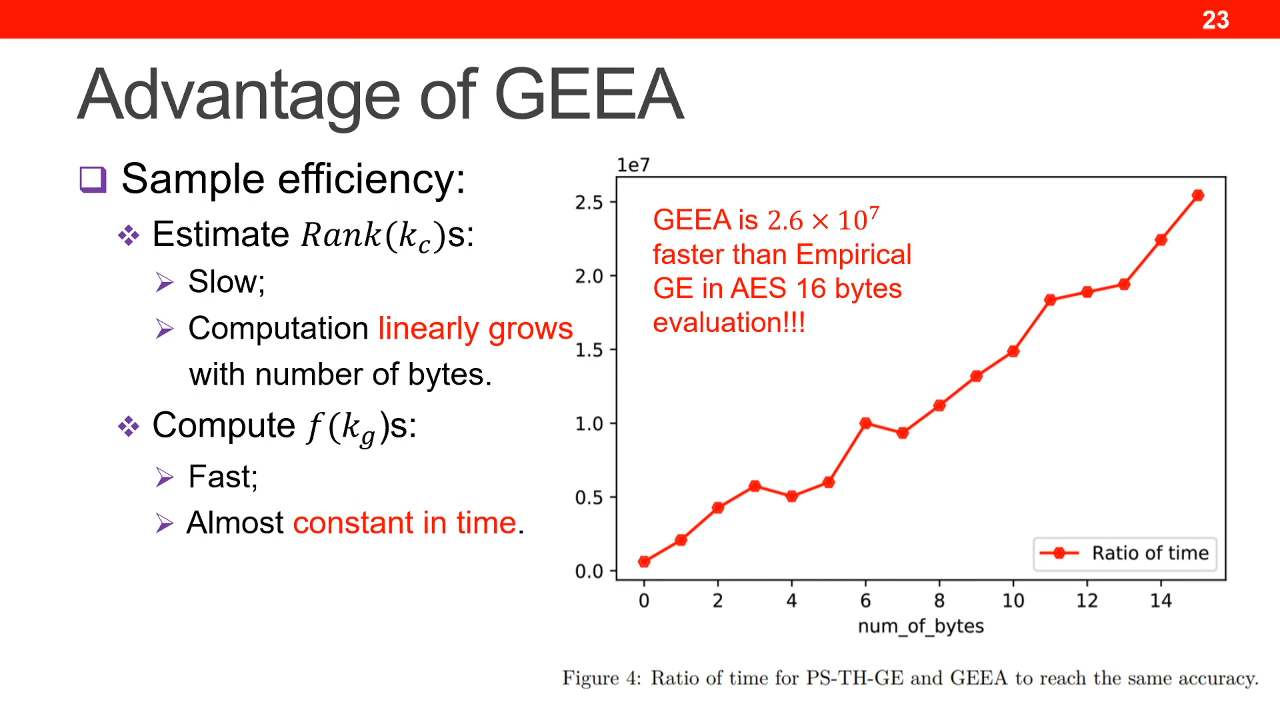 23
Advantage of GEEA
❑ Sample efficiency:
❖ Estimate Rank(k_c)s:
➢ Slow;
➢ Computation linearly grows
with number of bytes.
❖ Compute f(k_g)s:
➢ Fast;
➢ Almost constant in time.
1e7
2.5
2.0
1.5
1.0
0.5
0.0
GEEA is 2.6 × 10⁷
faster than Empirical
GE in AES 16 bytes
evaluation!!!
Ratio of time
0 2 4 6 8 10 12 14
num_of_bytes
Figure 4: Ratio of time for PS-TH-GE and GEEA to reach the same accuracy.